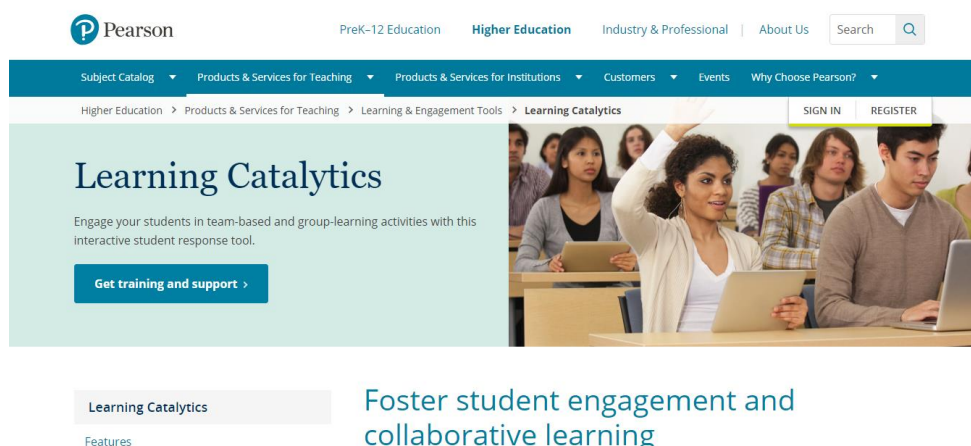 Pearson
PreK–12 Education Higher Education Industry & Professional About Us Search
Subject Catalog Products & Services for Teaching Products & Services for Institutions Customers Events Why Choose Pearson?
Higher Education > Products & Services for Teaching > Learning & Engagement Tools > Learning Catalytics SIGN IN REGISTER
Learning Catalytics
Engage your students in team-based and group-learning activities with this
interactive student response tool.
Get training and support ›
Learning Catalytics
Features
Foster student engagement and
collaborative learning